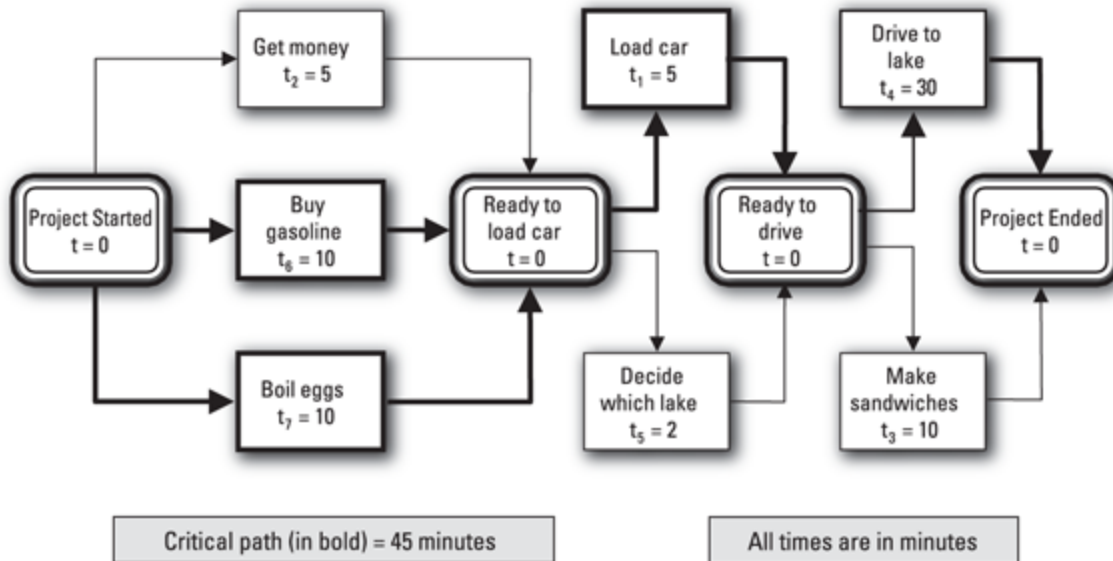 Get money
t₂ = 5
Load car
t₁ = 5
Drive to
lake
t₄ = 30
Project Started
t = 0
Buy
gasoline
t₆ = 10
Ready to
load car
t = 0
Ready to
drive
t = 0
Project Ended
t = 0
Boil eggs
t₇ = 10
Decide
which lake
t₅ = 2
Make
sandwiches
t₃ = 10
Critical path (in bold) = 45 minutes
All times are in minutes